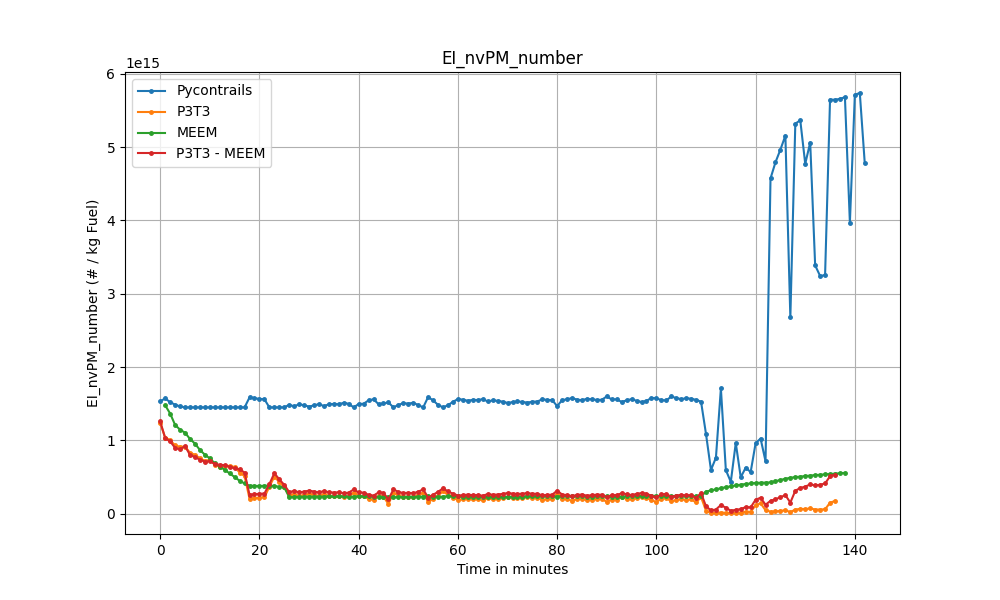 EI_nvPM_number
1e15
Pycontrails
P3T3
MEEM
P3T3 - MEEM
EI_nvPM_number (# / kg Fuel)
6
5
4
3
2
1
0
0 20 40 60 80 100 120 140
Time in minutes